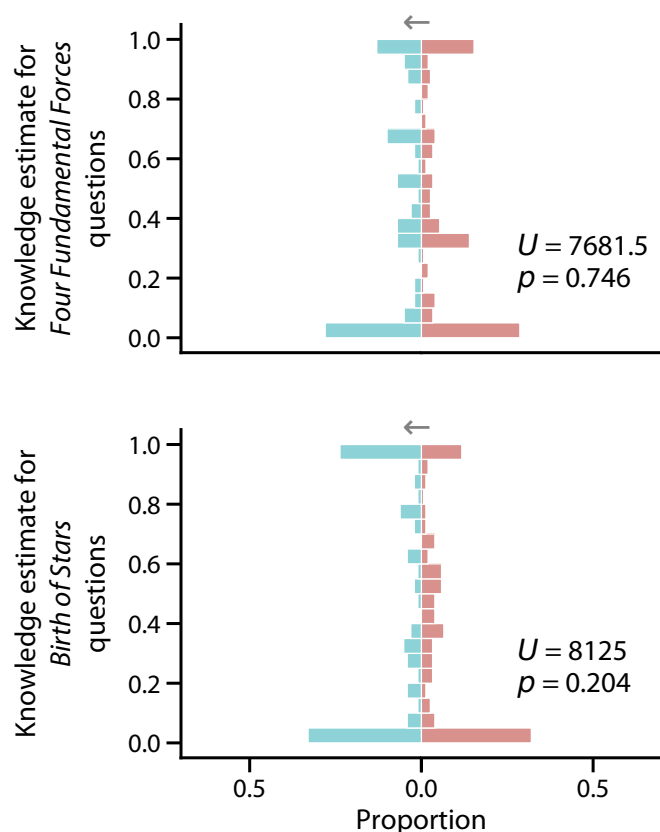 ←
Knowledge estimate for
Four Fundamental Forces
questions
1.0
0.8
0.6
0.4
0.2
0.0
U = 7681.5
p = 0.746
←
Knowledge estimate for
Birth of Stars
questions
1.0
0.8
0.6
0.4
0.2
0.0
U = 8125
p = 0.204
0.5
0.0
0.5
Proportion